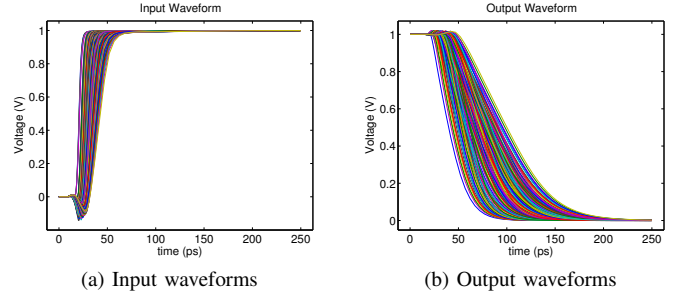 Input Waveform
1
0.8
0.6
0.4
0.2
0
Voltage (V)
0 50 100 150 200 250
time (ps)
(a) Input waveforms
Output Waveform
1
0.8
0.6
0.4
0.2
0
Voltage (V)
0 50 100 150 200 250
time (ps)
(b) Output waveforms